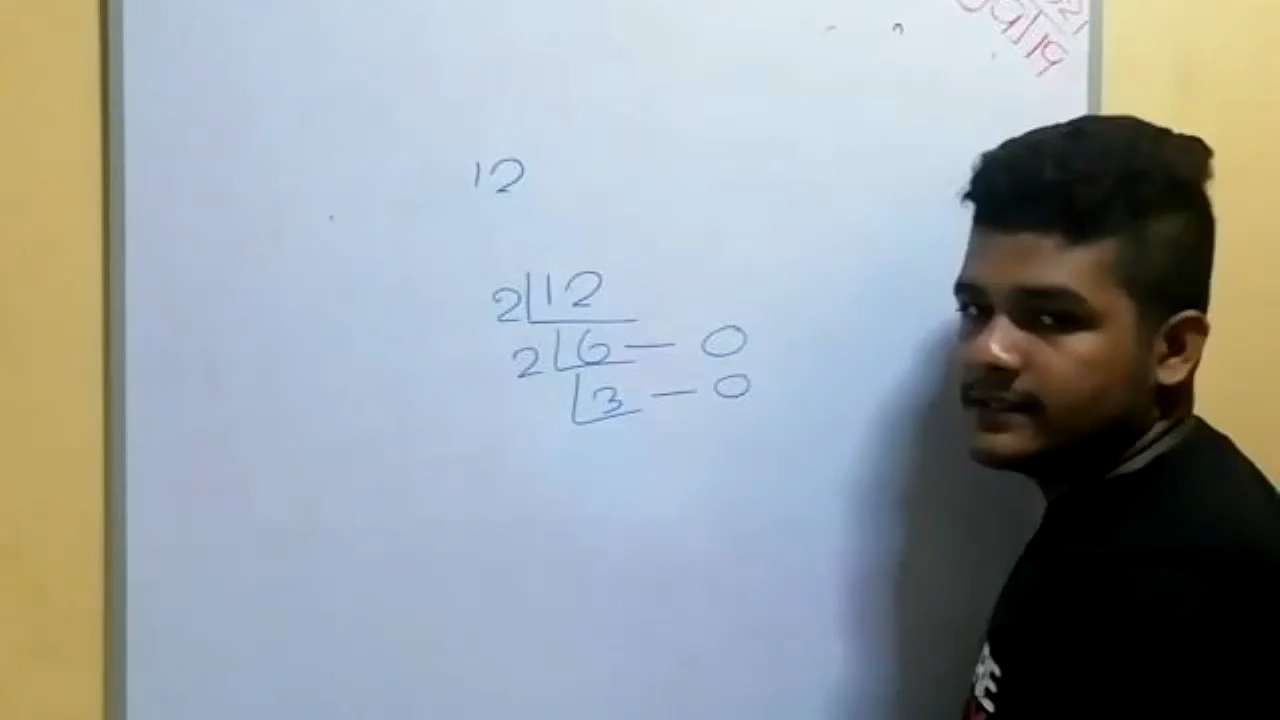 12
2 12
2 6 — 0
3 — 0